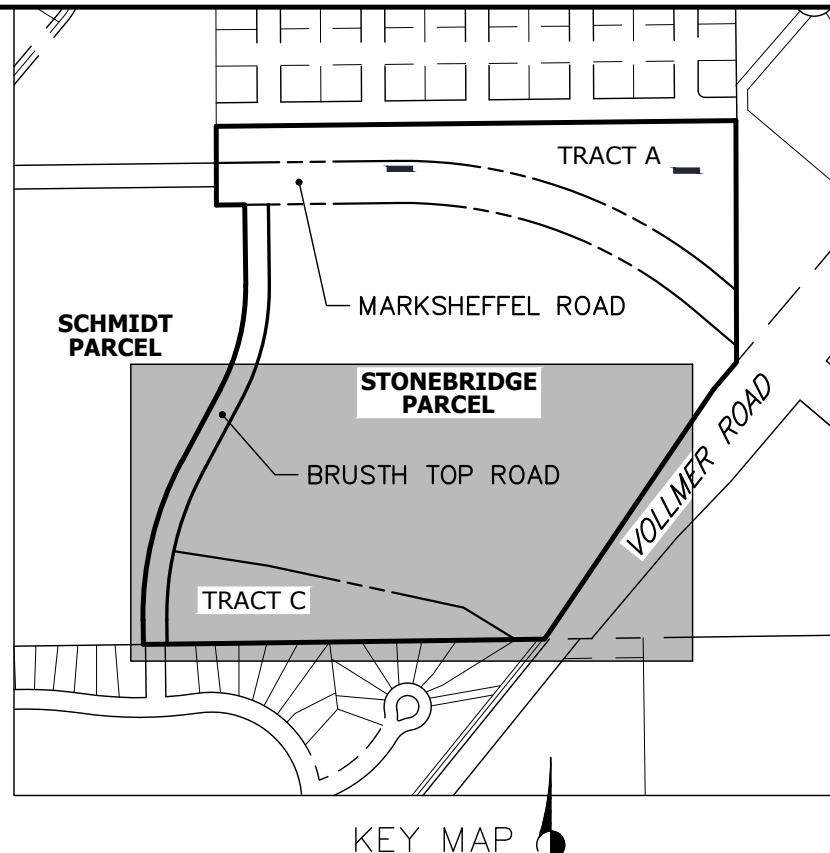 TRACT A
MARKSHEFFEL ROAD
SCHMIDT
PARCEL
STONEBRIDGE
PARCEL
BRUSTH TOP ROAD
VOLLMER ROAD
TRACT C
KEY MAP